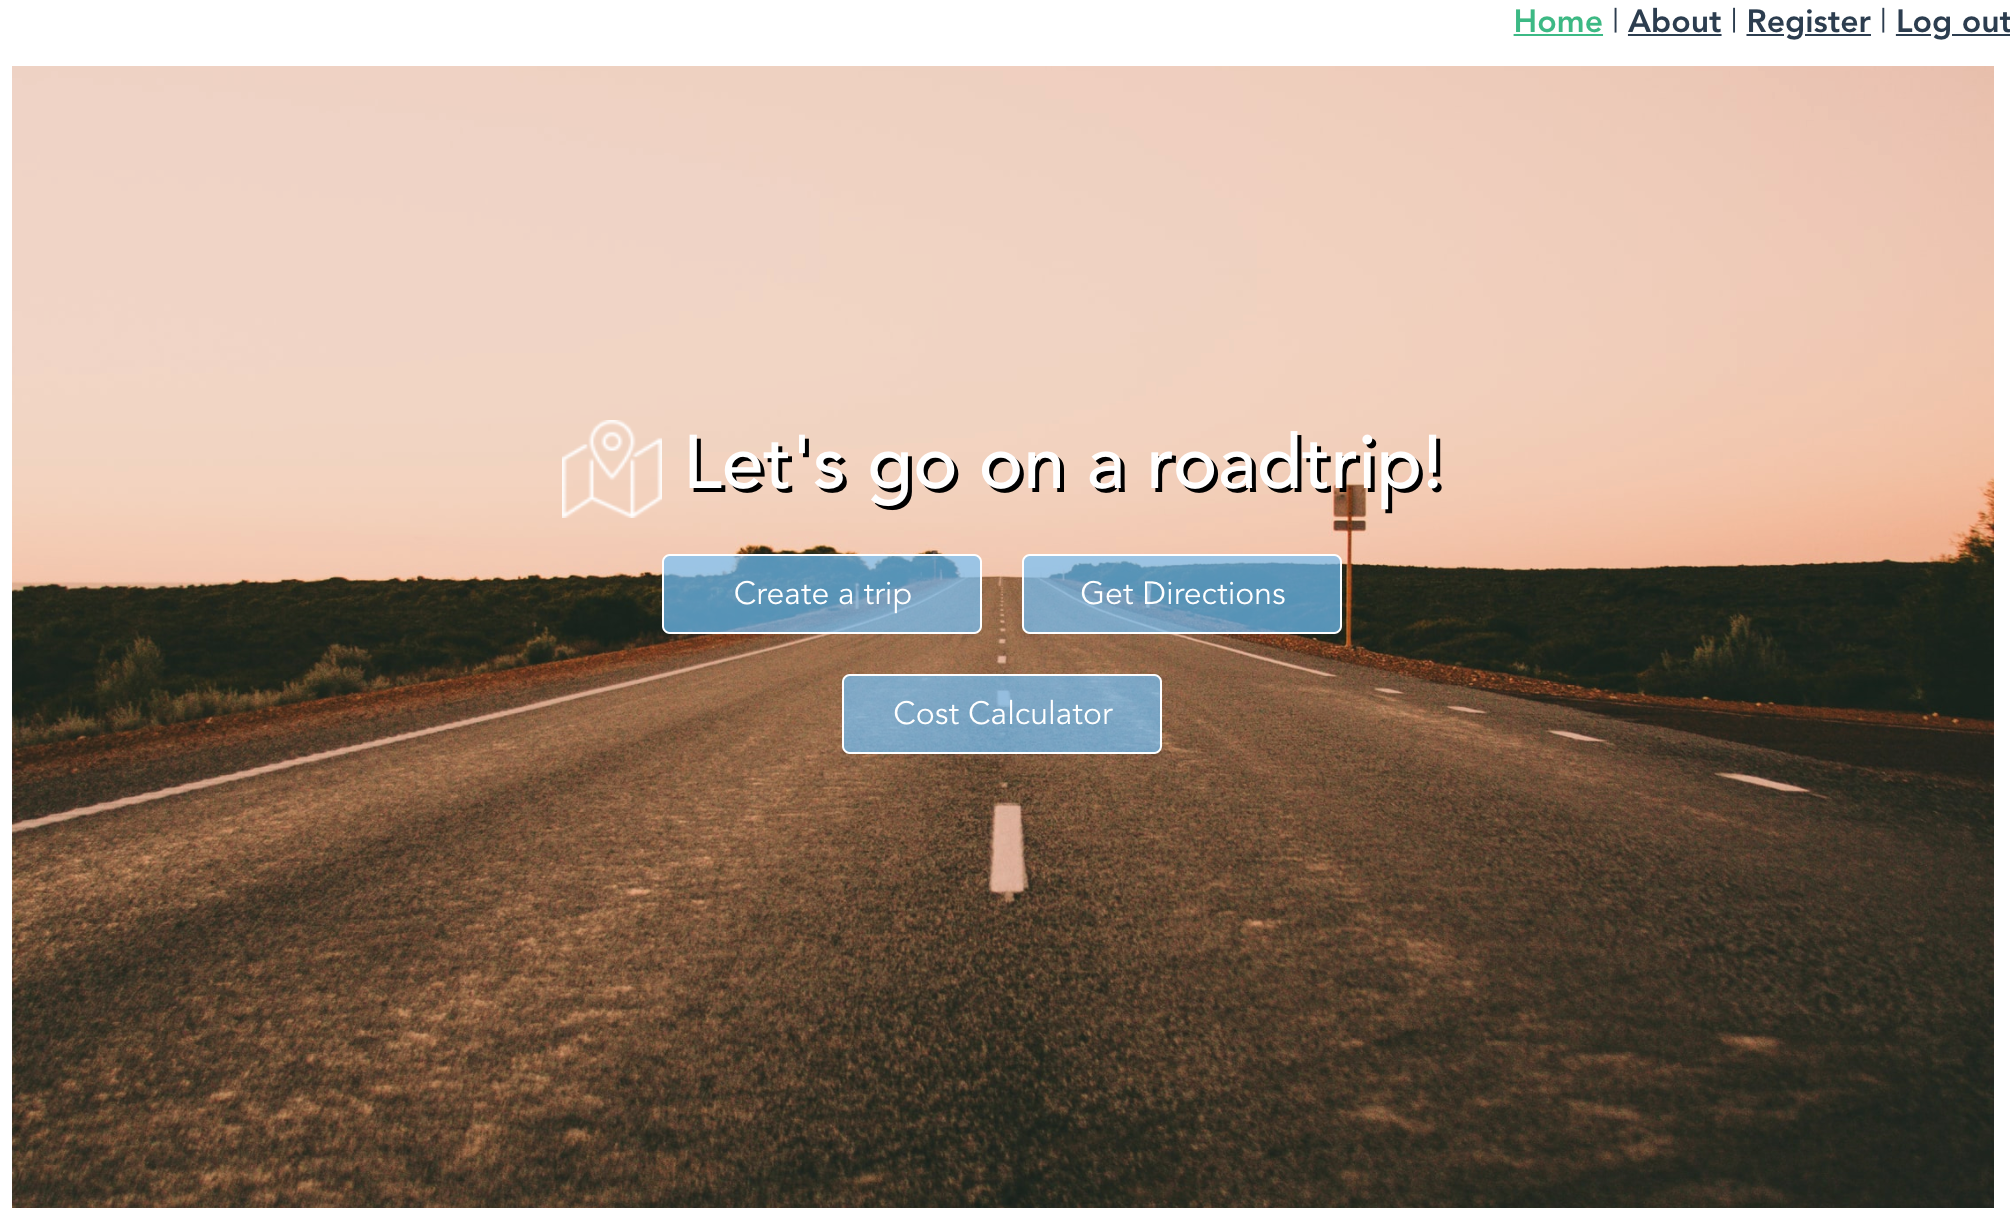 Home | About | Register | Log out
Let's go on a roadtrip!
Create a trip
Get Directions
Cost Calculator